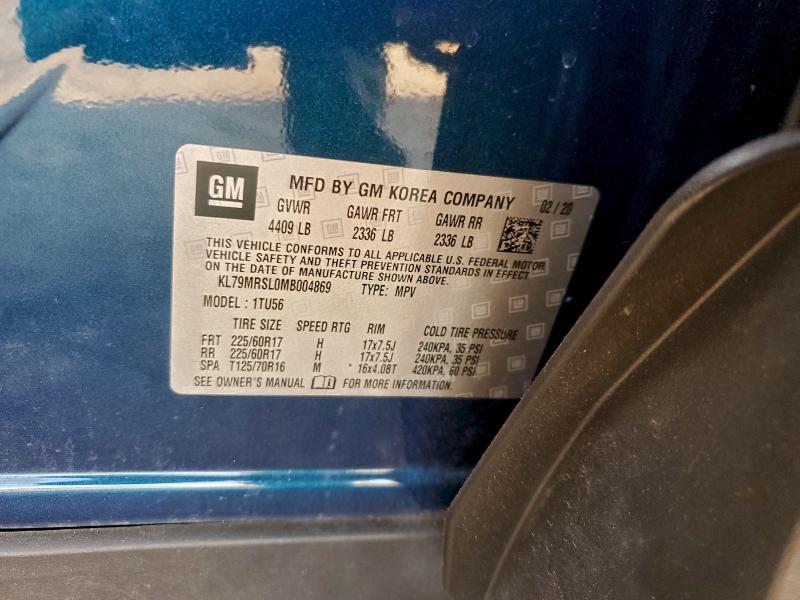 GM
MFD BY GM KOREA COMPANY 02 / 20
GVWR GAWR FRT GAWR RR
4409 LB 2336 LB 2336 LB
THIS VEHICLE CONFORMS TO ALL APPLICABLE U.S. FEDERAL MOTOR
VEHICLE SAFETY AND THEFT PREVENTION STANDARDS IN EFFECT
ON THE DATE OF MANUFACTURE SHOWN ABOVE.
KL79MRSL0MB004869 TYPE: MPV
MODEL : 1TU56
TIRE SIZE SPEED RTG RIM COLD TIRE PRESSURE
FRT 225/60R17 H 17x7.5J 240KPA, 35 PSI
RR 225/60R17 H 17x7.5J 240KPA, 35 PSI
SPA T125/70R16 M * 16x4.0BT 420KPA, 60 PSI
SEE OWNER'S MANUAL FOR MORE INFORMATION.